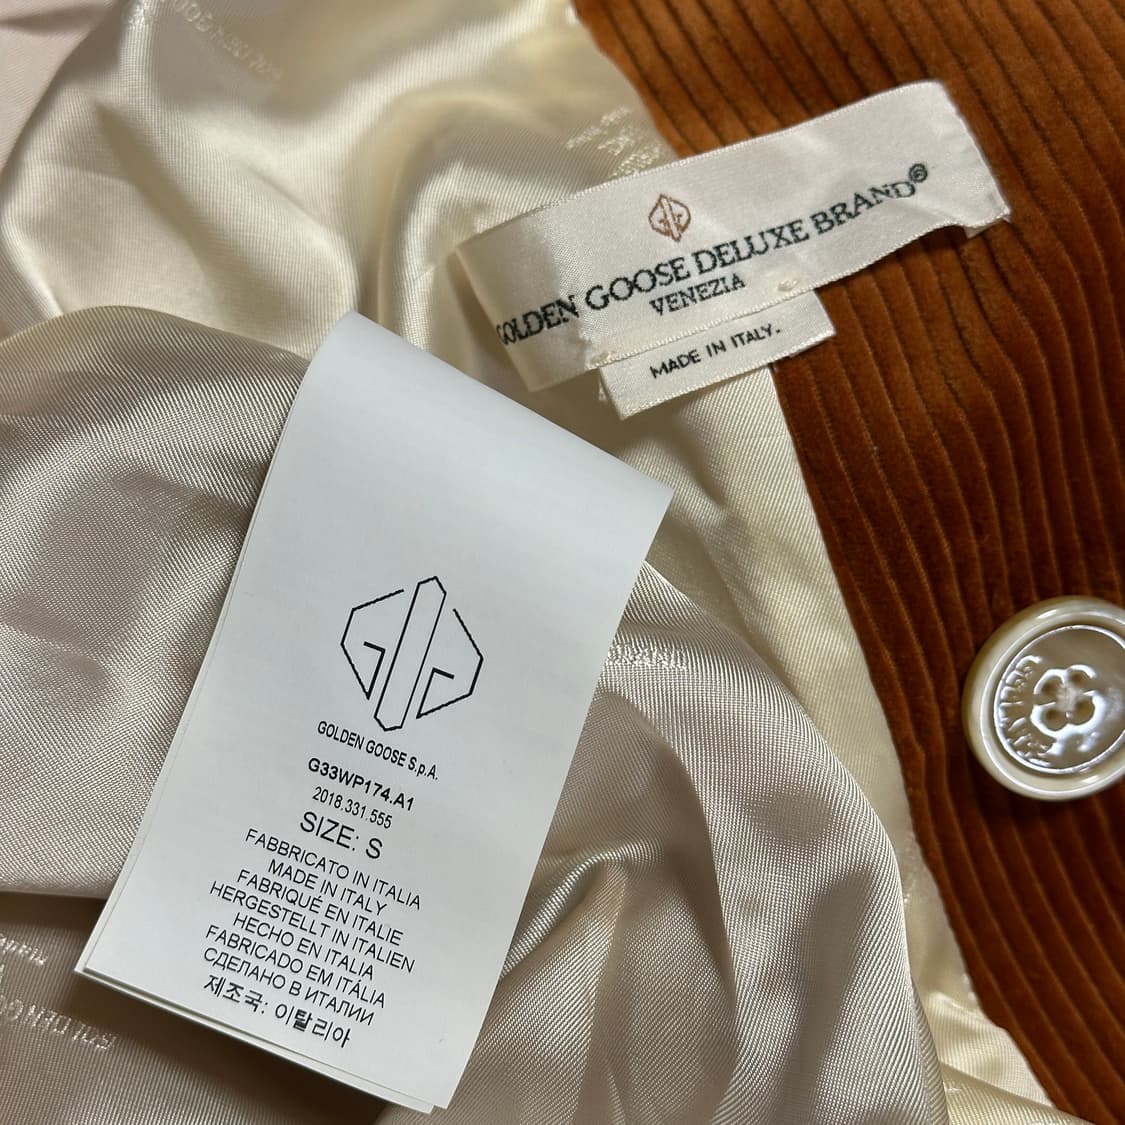 GOLDEN GOOSE DELUXE BRAND®
VENEZIA
MADE IN ITALY.
GOLDEN GOOSE S.p.A.
G33WP174.A1
2018.331.555
SIZE: S
FABBRICATO IN ITALIA
MADE IN ITALY
FABRIQUÉ EN ITALIE
HERGESTELLT IN ITALIEN
HECHO EN ITALIA
FABRICADO EM ITÁLIA
СДЕЛАНО В ИТАЛИИ
제조국: 이탈리아